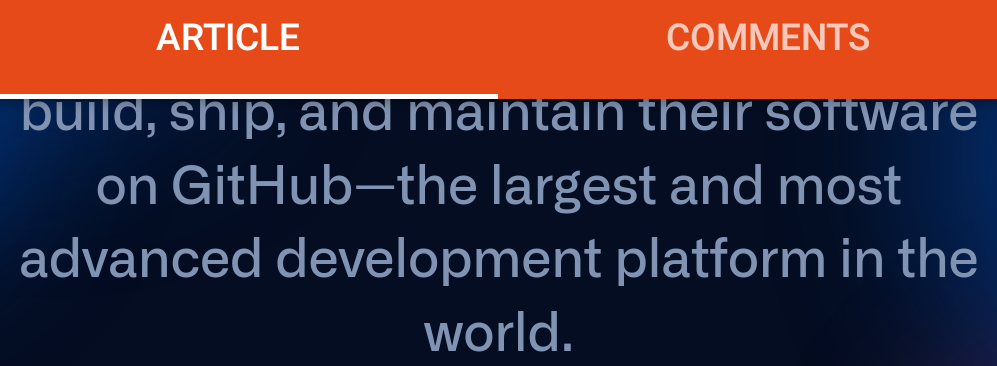 ARTICLE
COMMENTS
build, ship, and maintain their software
on GitHub—the largest and most
advanced development platform in the
world.